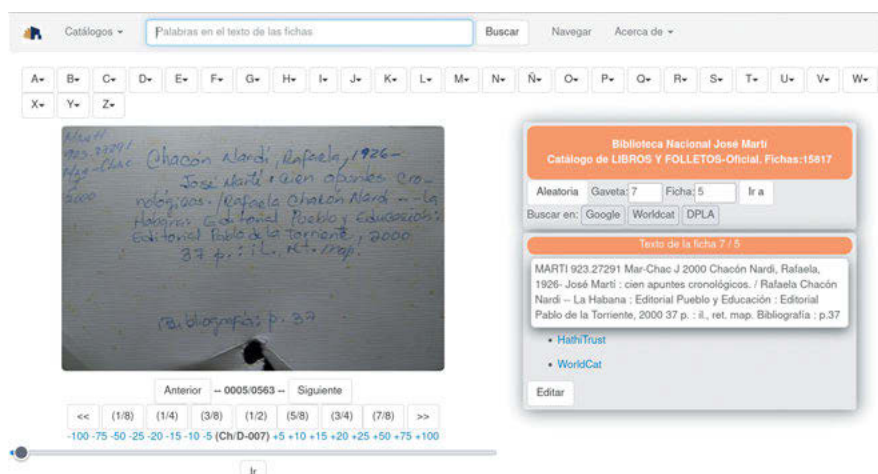 Catálogos
Palabras en el texto de las fichas
Buscar
Navegar
Acerca de
A B C D E F G H I J K L M N Ñ O P Q R S T U V W
X Y Z
Martí
923.27291
Mar-Chac
J
2000
Chacón Nardi, Rafaela, 1926-
José Martí : cien apuntes cro-
nológicos. / Rafaela Chacón Nardi -- La
Habana : Editorial Pueblo y Educación :
Editorial Pablo de la Torriente, 2000
37 p. : il., ret. map.
Bibliografía : p. 37
Anterior -- 0005/0563 -- Siguiente
<< (1/8) (1/4) (3/8) (1/2) (5/8) (3/4) (7/8) >>
-100 -75 -50 -25 -20 -15 -10 -5 (Ch/D-007) +5 +10 +15 +20 +25 +50 +75 +100
Ir
Biblioteca Nacional José Martí
Catálogo de LIBROS Y FOLLETOS-Oficial. Fichas:15817
Aleatoria Gaveta: 7 Ficha: 5 Ir a
Buscar en: Google Worldcat DPLA
Texto de la ficha 7 / 5
MARTI 923.27291 Mar-Chac J 2000 Chacón Nardi, Rafaela,
1926- José Martí : cien apuntes cronológicos. / Rafaela Chacón
Nardi -- La Habana : Editorial Pueblo y Educación : Editorial
Pablo de la Torriente, 2000 37 p. : il., ret. map. Bibliografía : p.37
HathiTrust
WorldCat
Editar